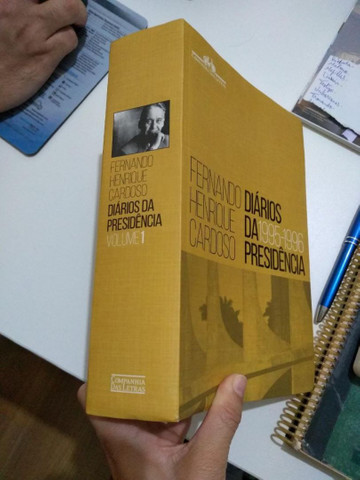 FERNANDO
HENRIQUE
CARDOSO
DIÁRIOS DA
PRESIDÊNCIA
VOLUME 1
COMPANHIA
DAS LETRAS
FERNANDO
HENRIQUE
CARDOSO
DIÁRIOS
DA 1995-1996
PRESIDÊNCIA